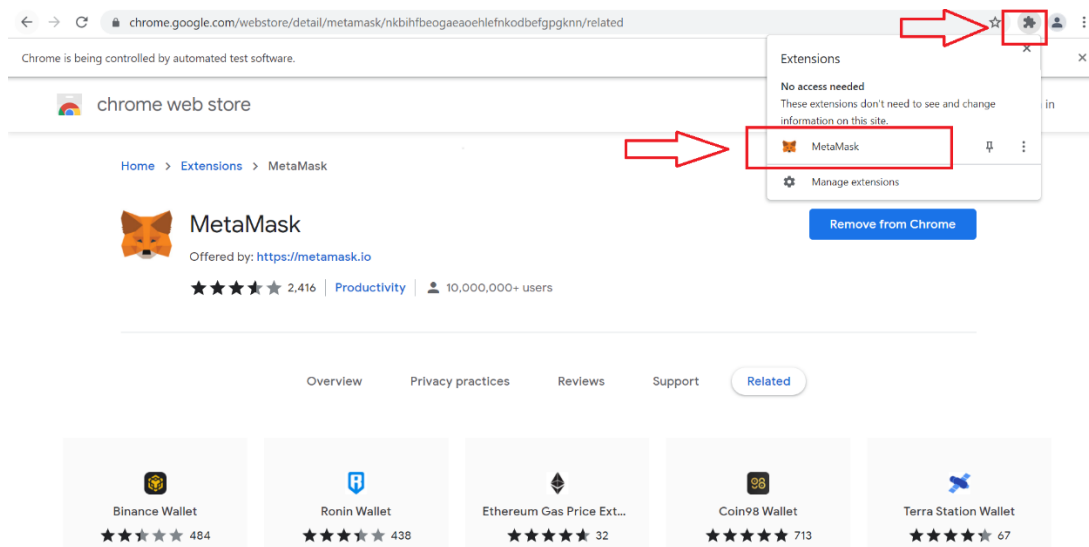 chrome.google.com/webstore/detail/metamask/nkbihfbeogaeaoehlefnkodbefgpgknn/related
Chrome is being controlled by automated test software.
Extensions
No access needed
These extensions don't need to see and change
information on this site.
MetaMask
Manage extensions
chrome web store
in
Home > Extensions > MetaMask
MetaMask
Remove from Chrome
Offered by: https://metamask.io
2,416 Productivity 10,000,000+ users
Overview Privacy practices Reviews Support Related
Binance Wallet Ronin Wallet Ethereum Gas Price Ext... Coin98 Wallet Terra Station Wallet
484 438 32 713 67